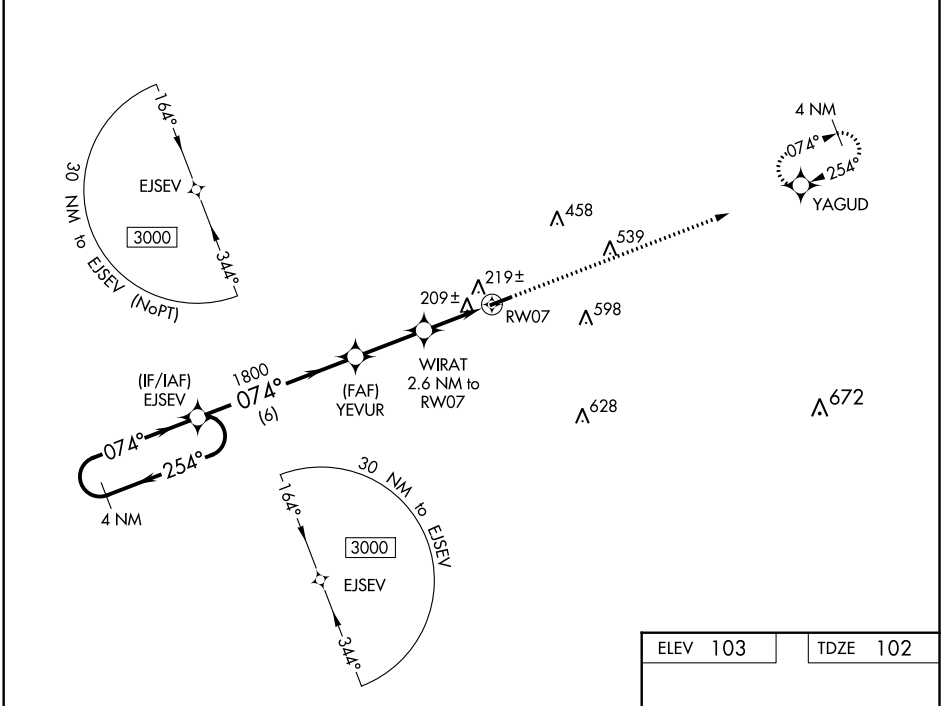 164°
30 NM to EJSEV (NoPT)
EJSEV
3000
344°
4 NM
074°
254°
YAGUD
458
539
219±
209±
RW07
598
WIRAT
2.6 NM to
RW07
(IF/IAF)
EJSEV
1800
074°
(6)
(FAF)
YEVUR
628
672
074°
254°
4 NM
30 NM to EJSEV
164°
3000
EJSEV
344°
ELEV 103
TDZE 102